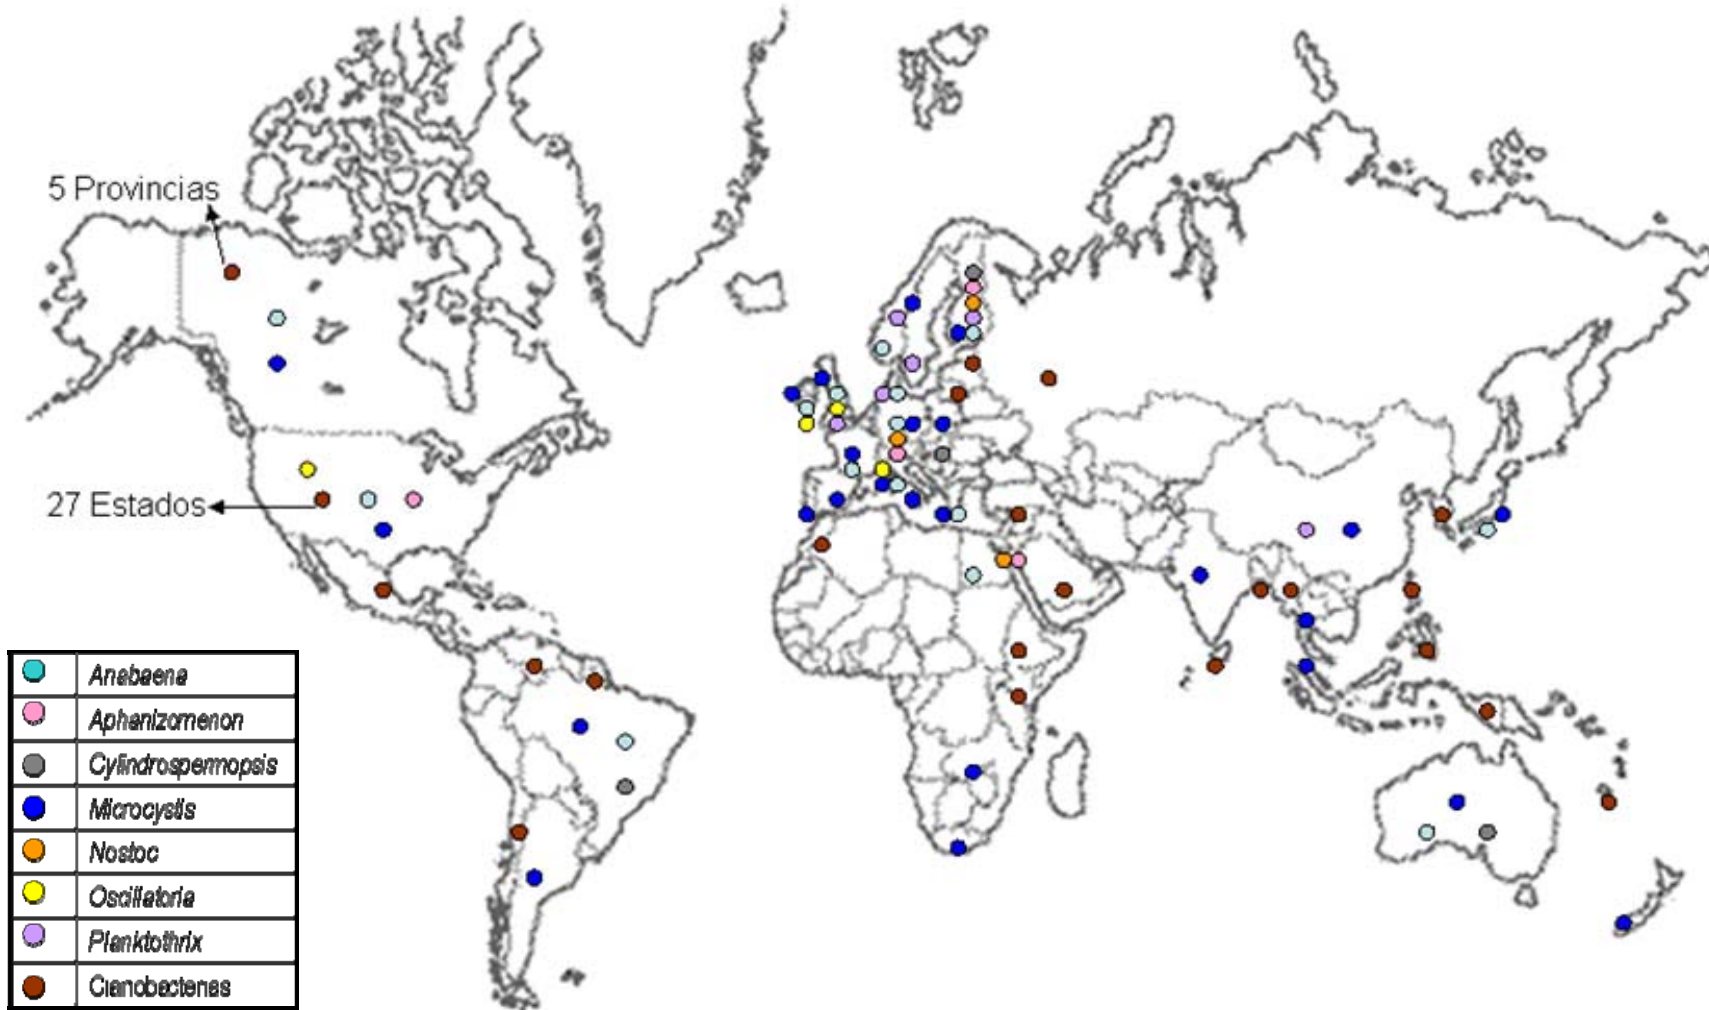 5 Provincias
27 Estados
Anabaena
Aphanizomenon
Cylindrospermopsis
Microcystis
Nostoc
Oscillatoria
Planktothrix
Cianobacterias